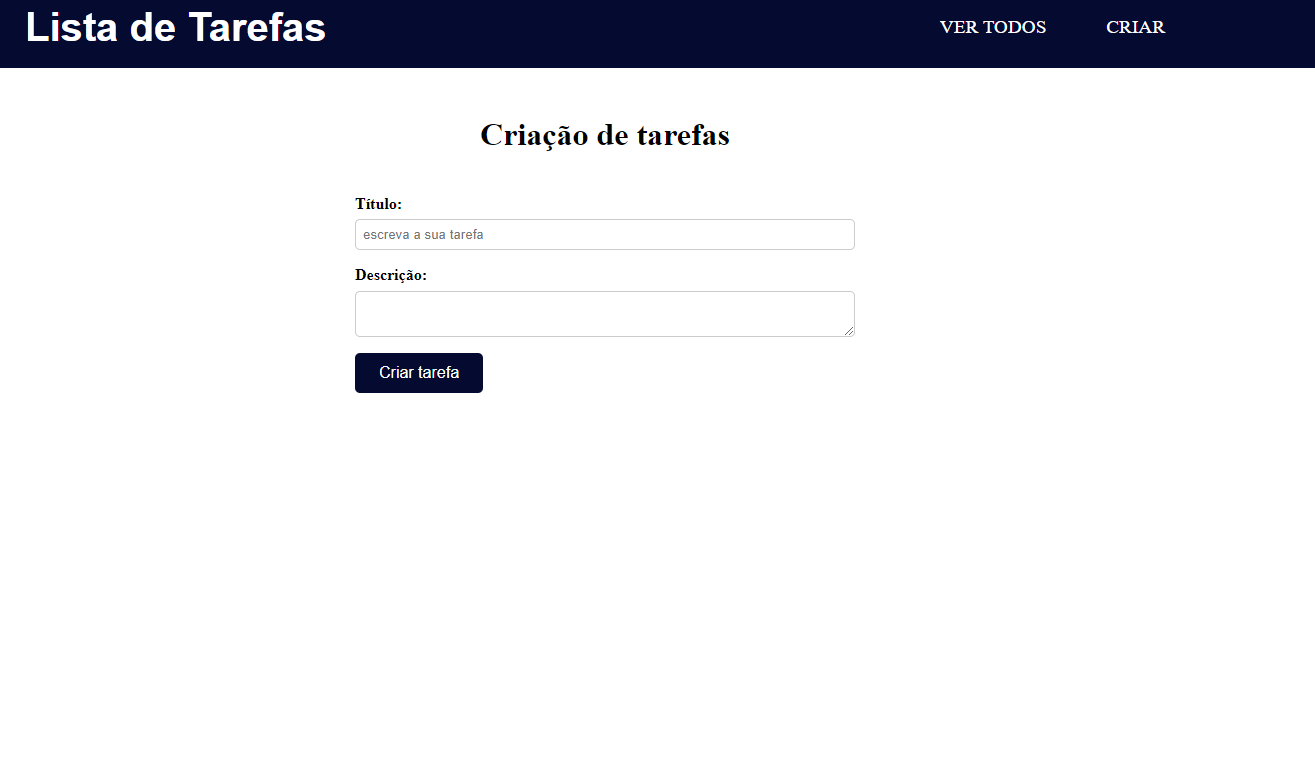 Lista de Tarefas
VER TODOS
CRIAR
Criação de tarefas
Título:
escreva a sua tarefa
Descrição:
Criar tarefa